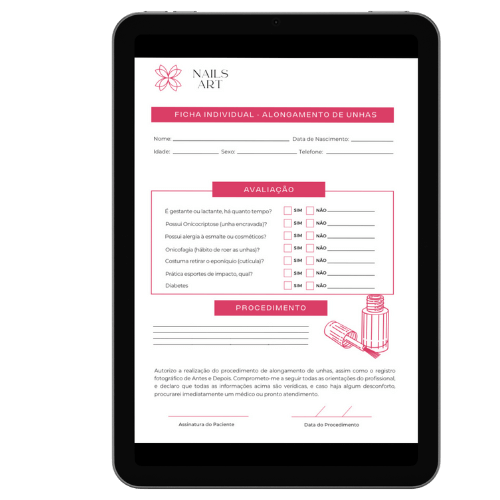 NAILS
ART
FICHA INDIVIDUAL - ALONGAMENTO DE UNHAS
Nome: Data de Nascimento:
Idade: Sexo: Telefone:
AVALIAÇÃO
É gestante ou lactante, há quanto tempo? SIM NÃO
Possui Onicocriptose (unha encravada)? SIM NÃO
Possui alergia à esmalte ou cosméticos? SIM NÃO
Onicofagia (hábito de roer as unhas)? SIM NÃO
Costuma retirar o eponíquio (cutícula)? SIM NÃO
Prática esportes de impacto, qual? SIM NÃO
Diabetes SIM NÃO
PROCEDIMENTO
Autorizo a realização do procedimento de alongamento de unhas, assim como o registro
fotográfico de Antes e Depois. Comprometo-me a seguir todas as orientações do profissional,
e declaro que todas as informações acima são verídicas, e caso haja algum desconforto,
procurarei imediatamente um médico ou pronto atendimento.
Assinatura do Paciente Data do Procedimento